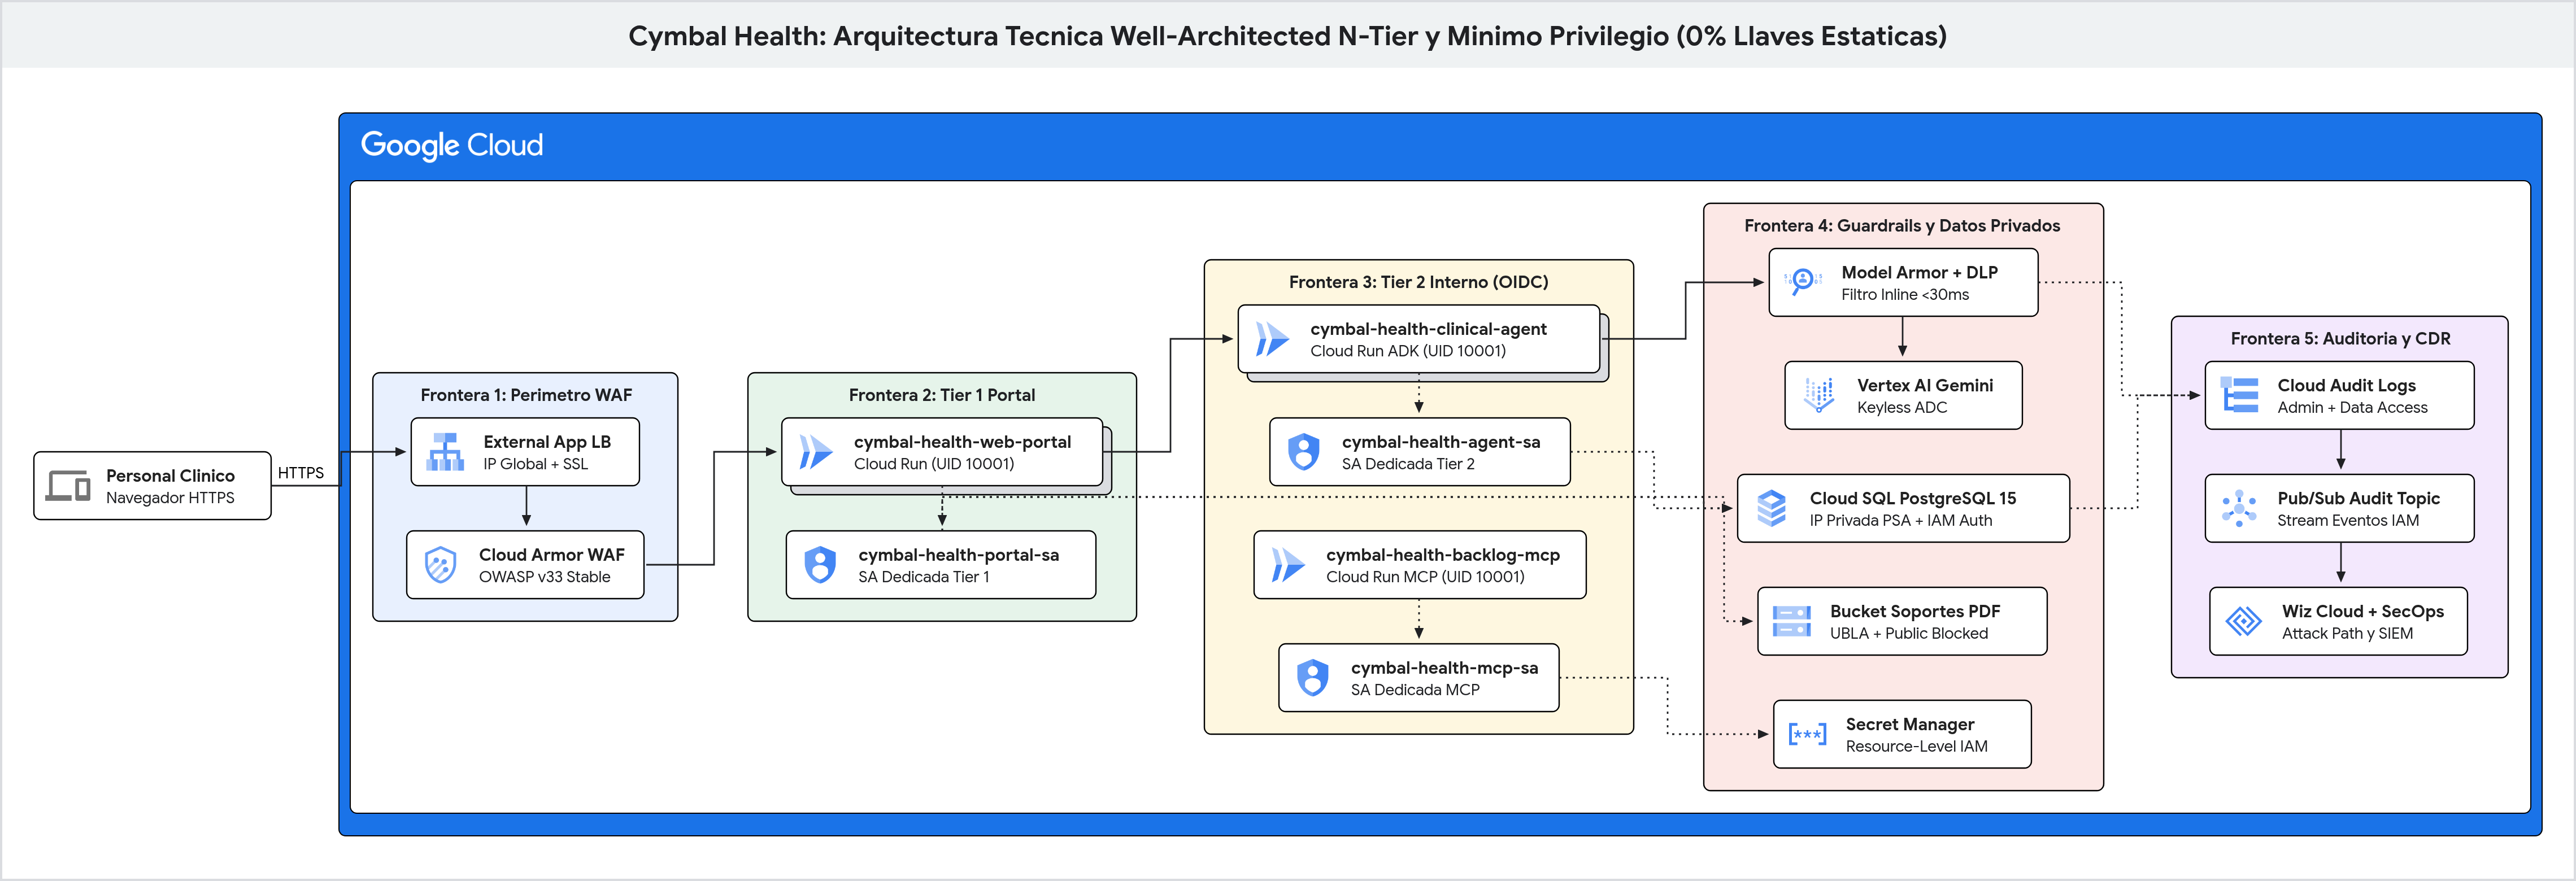 Cymbal Health: Arquitectura Tecnica Well-Architected N-Tier y Minimo Privilegio (0% Llaves Estaticas)
Google Cloud
Personal Clinico
Navegador HTTPS
HTTPS
Frontera 1: Perimetro WAF
External App LB
IP Global + SSL
Cloud Armor WAF
OWASP v33 Stable
Frontera 2: Tier 1 Portal
cymbal-health-web-portal
Cloud Run (UID 10001)
cymbal-health-portal-sa
SA Dedicada Tier 1
Frontera 3: Tier 2 Interno (OIDC)
cymbal-health-clinical-agent
Cloud Run ADK (UID 10001)
cymbal-health-agent-sa
SA Dedicada Tier 2
cymbal-health-backlog-mcp
Cloud Run MCP (UID 10001)
cymbal-health-mcp-sa
SA Dedicada MCP
Frontera 4: Guardrails y Datos Privados
Model Armor + DLP
Filtro Inline <30ms
Vertex AI Gemini
Keyless ADC
Cloud SQL PostgreSQL 15
IP Privada PSA + IAM Auth
Bucket Soportes PDF
UBLA + Public Blocked
[***]
Secret Manager
Resource-Level IAM
Frontera 5: Auditoria y CDR
Cloud Audit Logs
Admin + Data Access
Pub/Sub Audit Topic
Stream Eventos IAM
Wiz Cloud + SecOps
Attack Path y SIEM